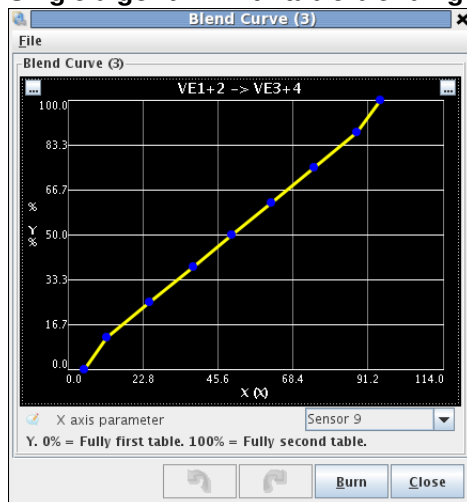 Blend Curve (3)
File
Blend Curve (3)
... VE1+2 -> VE3+4 ...
100.0
83.3
66.7
%
Y
50.0
%
33.3
16.7
0.0
0.0 22.8 45.6 68.4 91.2 114.0
X (X)
X axis parameter Sensor 9
Y. 0% = Fully first table. 100% = Fully second table.
Burn Close